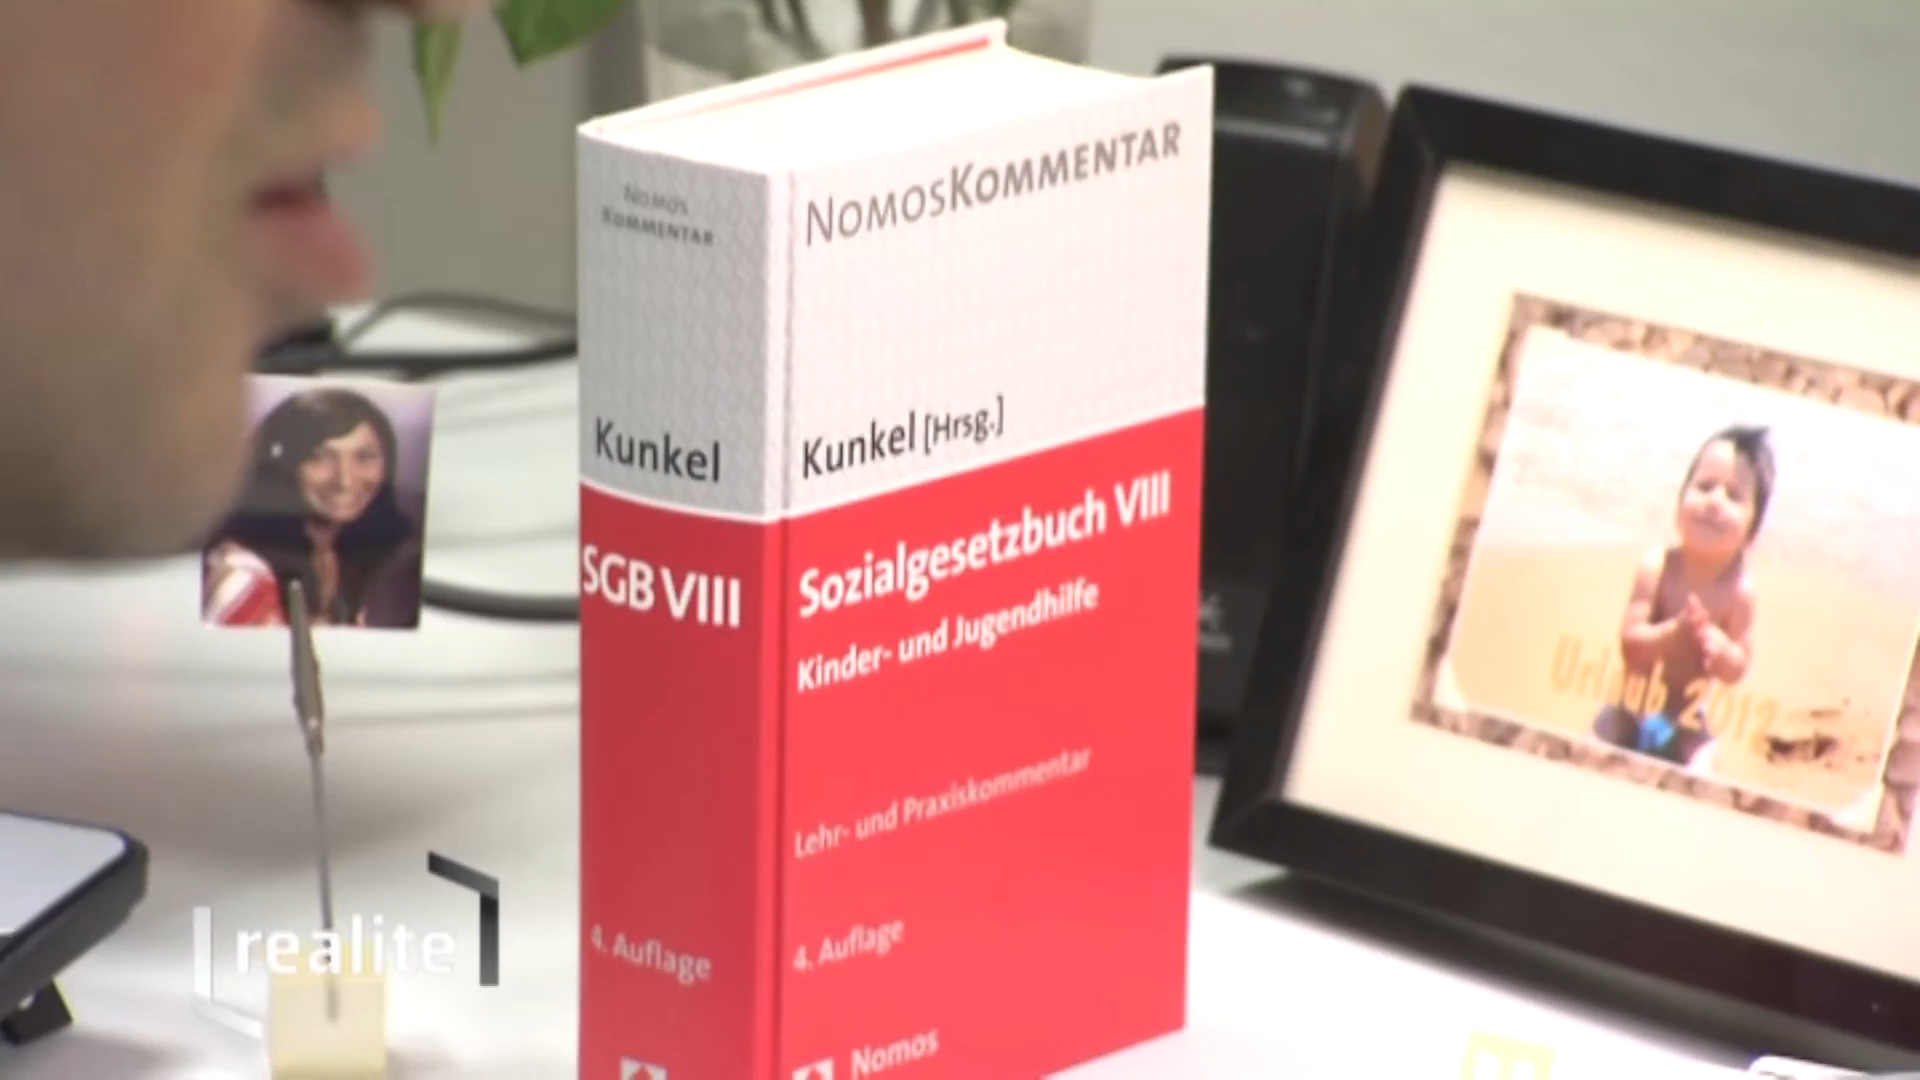 NOMOS
KOMMENTAR
Kunkel
SGB VIII
4. Auflage
NOMOSKOMMENTAR
Kunkel [Hrsg.]
Sozialgesetzbuch VIII
Kinder- und Jugendhilfe
Lehr- und Praxiskommentar
4. Auflage
Nomos
Urlaub 2012
[realite]